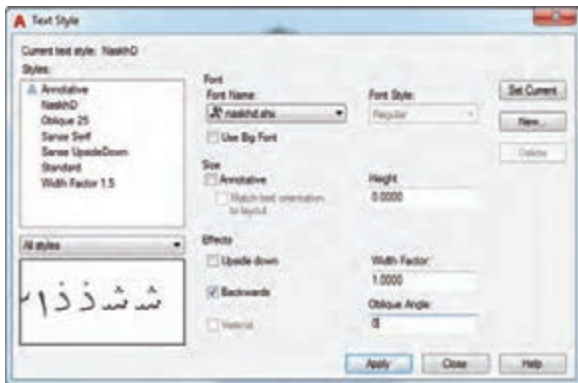 Text Style
Current text style: NaskhD
Styles:
Annotative
NaskhD
Oblique 25
Sanse Serif
Sanse UpsideDown
Standard
Width Factor 1.5
All styles
Font
Font Name:
naskhd.shx
Use Big Font
Font Style:
Regular
Size
Annotative
Match text orientation
to layout
Height
0.0000
Effects
Upside down
Backwards
Vertical
Width Factor:
1.0000
Oblique Angle:
0
Set Current
New...
Delete
Apply
Close
Help